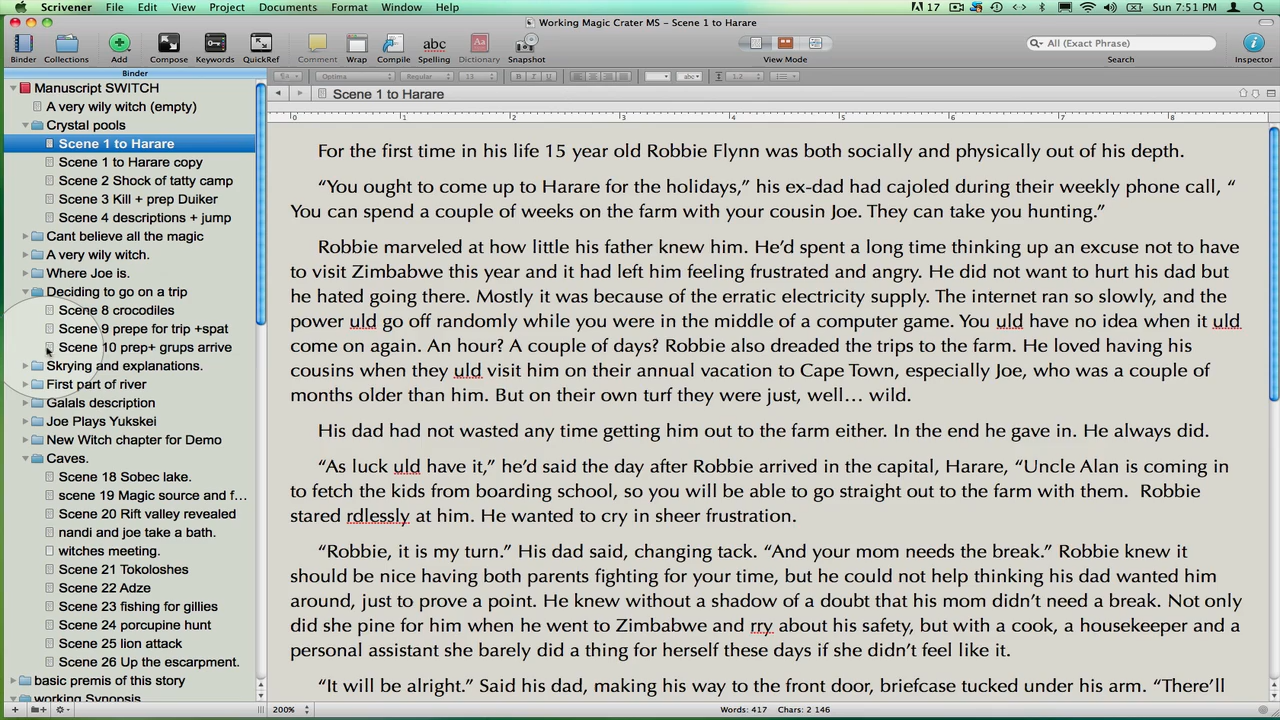 Scrivener File Edit View Project Documents Format Window Help 17 Sun 7:51 PM
Working Magic Crater MS - Scene 1 to Harare
abc Aa All (Exact Phrase)
Binder Collections Add Compose Keywords QuickRef Comment Wrap Compile Spelling Dictionary Snapshot View Mode Search Inspector
Binder
Optima Regular 13 B I U abc 1.2
Manuscript SWITCH
A very wily witch (empty)
Crystal pools
Scene 1 to Harare
Scene 1 to Harare copy
Scene 2 Shock of tatty camp
Scene 3 Kill + prep Duiker
Scene 4 descriptions + jump
Cant believe all the magic
A very wily witch.
Where Joe is.
Deciding to go on a trip
Scene 8 crocodiles
Scene 9 prepe for trip +spat
Scene 10 prep+ grups arrive
Skrying and explanations.
First part of river
Galals description
Joe Plays Yukskei
New Witch chapter for Demo
Caves.
Scene 18 Sobec lake.
scene 19 Magic source and f...
Scene 20 Rift valley revealed
nandi and joe take a bath.
witches meeting.
Scene 21 Tokoloshes
Scene 22 Adze
Scene 23 fishing for gillies
Scene 24 porcupine hunt
Scene 25 lion attack
Scene 26 Up the escarpment.
basic premis of this story
working Synopsis
Scene 1 to Harare
0 1 2 3 4 5 6 7 8
For the first time in his life 15 year old Robbie Flynn was both socially and physically out of his depth.
“You ought to come up to Harare for the holidays,” his ex-dad had cajoled during their weekly phone call, “
You can spend a couple of weeks on the farm with your cousin Joe. They can take you hunting.”
Robbie marveled at how little his father knew him. He’d spent a long time thinking up an excuse not to have
to visit Zimbabwe this year and it had left him feeling frustrated and angry. He did not want to hurt his dad but
he hated going there. Mostly it was because of the erratic electricity supply. The internet ran so slowly, and the
power uld go off randomly while you were in the middle of a computer game. You uld have no idea when it uld
come on again. An hour? A couple of days? Robbie also dreaded the trips to the farm. He loved having his
cousins when they uld visit him on their annual vacation to Cape Town, especially Joe, who was a couple of
months older than him. But on their own turf they were just, well… wild.
His dad had not wasted any time getting him out to the farm either. In the end he gave in. He always did.
“As luck uld have it,” he’d said the day after Robbie arrived in the capital, Harare, “Uncle Alan is coming in
to fetch the kids from boarding school, so you will be able to go straight out to the farm with them.  Robbie
stared rdlessly at him. He wanted to cry in sheer frustration.
“Robbie, it is my turn.” His dad said, changing tack. “And your mom needs the break.” Robbie knew it
should be nice having both parents fighting for your time, but he could not help thinking his dad wanted him
around, just to prove a point. He knew without a shadow of a doubt that his mom didn’t need a break. Not only
did she pine for him when he went to Zimbabwe and rry about his safety, but with a cook, a housekeeper and a
personal assistant she barely did a thing for herself these days if she didn’t feel like it.
“It will be alright.” Said his dad, making his way to the front door, briefcase tucked under his arm. “There’ll
200% Words: 417 Chars: 2 146